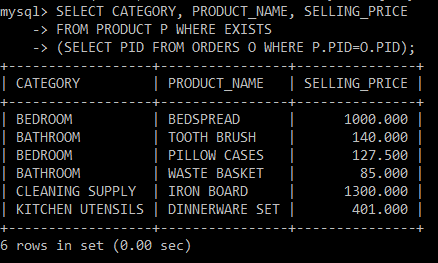 mysql> SELECT CATEGORY, PRODUCT_NAME, SELLING_PRICE
    -> FROM PRODUCT P WHERE EXISTS
    -> (SELECT PID FROM ORDERS O WHERE P.PID=O.PID);
+------------------+----------------+---------------+
| CATEGORY         | PRODUCT_NAME   | SELLING_PRICE |
+------------------+----------------+---------------+
| BEDROOM          | BEDSPREAD      |      1000.000 |
| BATHROOM         | TOOTH BRUSH    |       140.000 |
| BEDROOM          | PILLOW CASES   |       127.500 |
| BATHROOM         | WASTE BASKET   |        85.000 |
| CLEANING SUPPLY  | IRON BOARD     |      1300.000 |
| KITCHEN UTENSILS | DINNERWARE SET |       401.000 |
+------------------+----------------+---------------+
6 rows in set (0.00 sec)